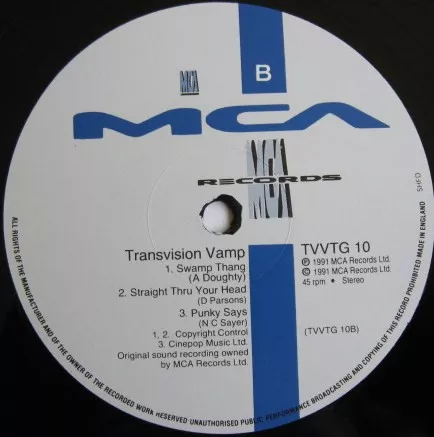 MCA
B
MCA
MCA
RECORDS
SHFD
Transvision Vamp
1. Swamp Thang
(A Doughty)
2. Straight Thru Your Head
(D Parsons)
3. Punky Says
(N C Sayer)
1, 2. Copyright Control
3. Cinepop Music Ltd.
Original sound recording owned
by MCA Records Ltd.
TVVTG 10
℗ 1991 MCA Records Ltd.
© 1991 MCA Records Ltd.
45 rpm • Stereo
(TVVTG 10B)
ALL RIGHTS OF THE MANUFACTURER AND OF THE OWNER OF THE RECORDED WORK RESERVED UNAUTHORISED PUBLIC PERFORMANCE BROADCASTING AND COPYING OF THIS RECORD PROHIBITED MADE IN ENGLAND